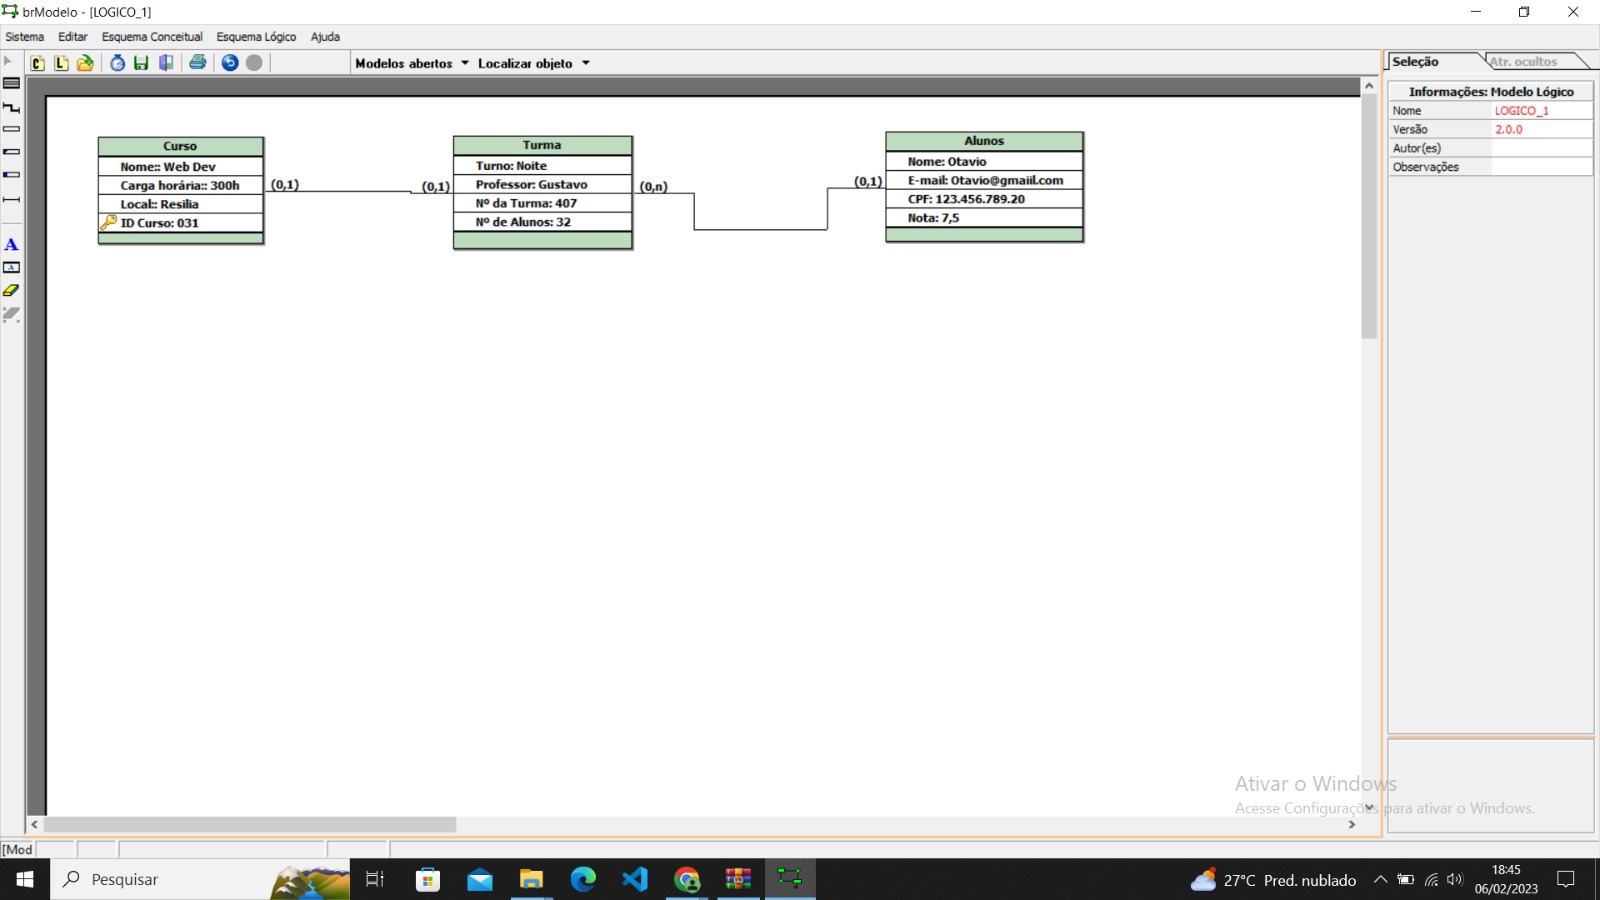 brModelo - [LOGICO_1]
Sistema Editar Esquema Conceitual Esquema Lógico Ajuda
Modelos abertos Localizar objeto
Seleção Atr. ocultos
Informações: Modelo Lógico
Nome LOGICO_1
Versão 2.0.0
Autor(es)
Observações
Curso
Nome:: Web Dev
Carga horária:: 300h
Local:: Resilia
ID Curso: 031
(0,1)
(0,1)
Turma
Turno: Noite
Professor: Gustavo
Nº da Turma: 407
Nº de Alunos: 32
(0,n)
(0,1)
Alunos
Nome: Otavio
E-mail: Otavio@gmaiil.com
CPF: 123.456.789.20
Nota: 7,5
Ativar o Windows
Acesse Configurações para ativar o Windows.
[Mod
Pesquisar
27°C Pred. nublado
18:45
06/02/2023